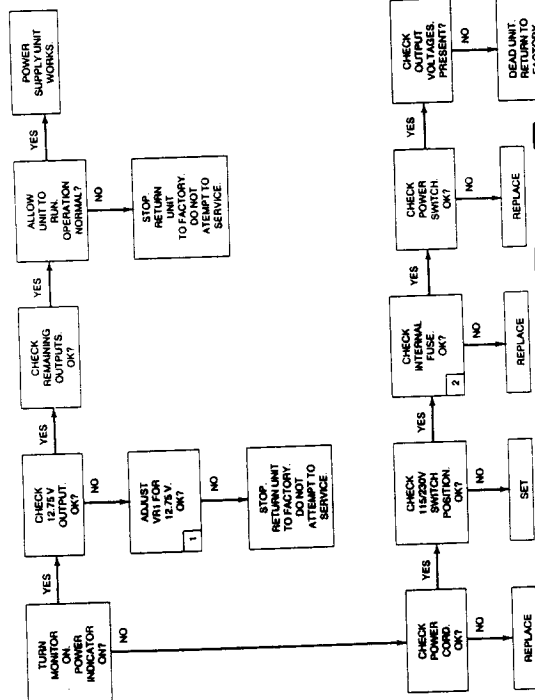 TURN
MONITOR
ON. POWER
INDICATOR
ON?
YES
NO
CHECK
12.75 V
OUTPUT.
OK?
YES
NO
ADJUST
VR1 FOR
12.75 V.
OK?
1
NO
STOP.
RETURN UNIT
TO FACTORY.
DO NOT
ATTEMPT TO
SERVICE
CHECK
REMAINING
OUTPUTS.
OK?
YES
ALLOW
UNIT TO
RUN.
OPERATION
NORMAL?
YES
NO
STOP.
RETURN
UNIT
TO FACTORY.
DO NOT
ATEMPT TO
SERVICE.
POWER
SUPPLY UNIT
WORKS.
CHECK
POWER
CORD.
OK?
YES
NO
REPLACE
CHECK
115/230V
SWITCH
POSITION.
OK?
YES
NO
SET
CHECK
INTERNAL
FUSE.
OK?
2
YES
NO
REPLACE
CHECK
POWER
SWITCH.
OK?
YES
NO
REPLACE
CHECK
OUTPUT
VOLTAGES.
PRESENT?
NO
DEAD UNIT.
RETURN TO
FACTORY